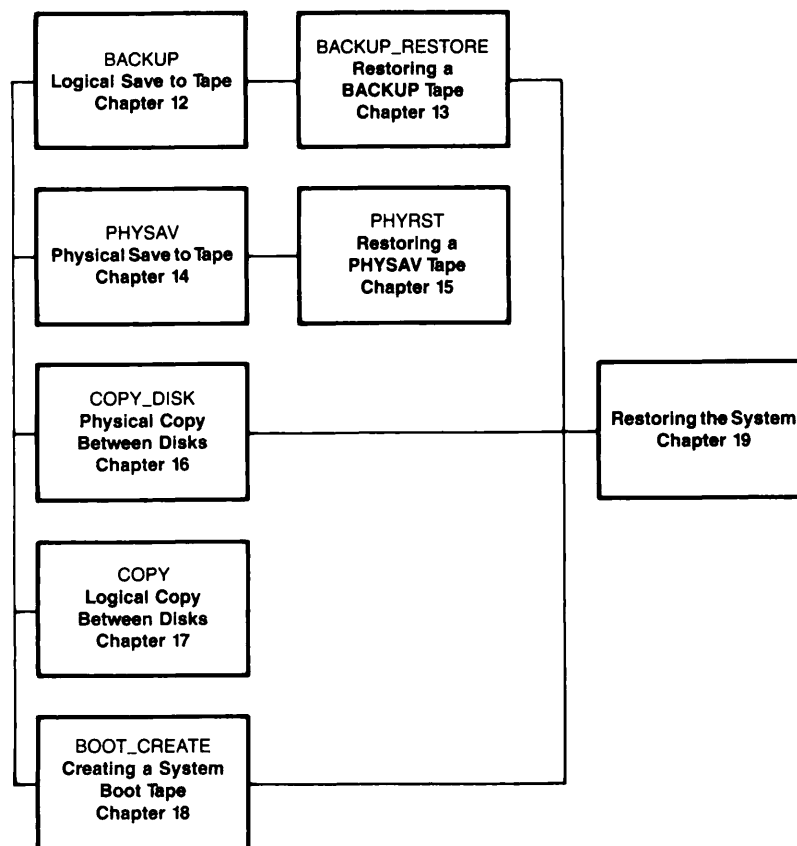 BACKUP
Logical Save to Tape
Chapter 12
BACKUP_RESTORE
Restoring a
BACKUP Tape
Chapter 13
PHYSAV
Physical Save to Tape
Chapter 14
PHYRST
Restoring a
PHYSAV Tape
Chapter 15
COPY_DISK
Physical Copy
Between Disks
Chapter 16
Restoring the System
Chapter 19
COPY
Logical Copy
Between Disks
Chapter 17
BOOT_CREATE
Creating a System
Boot Tape
Chapter 18